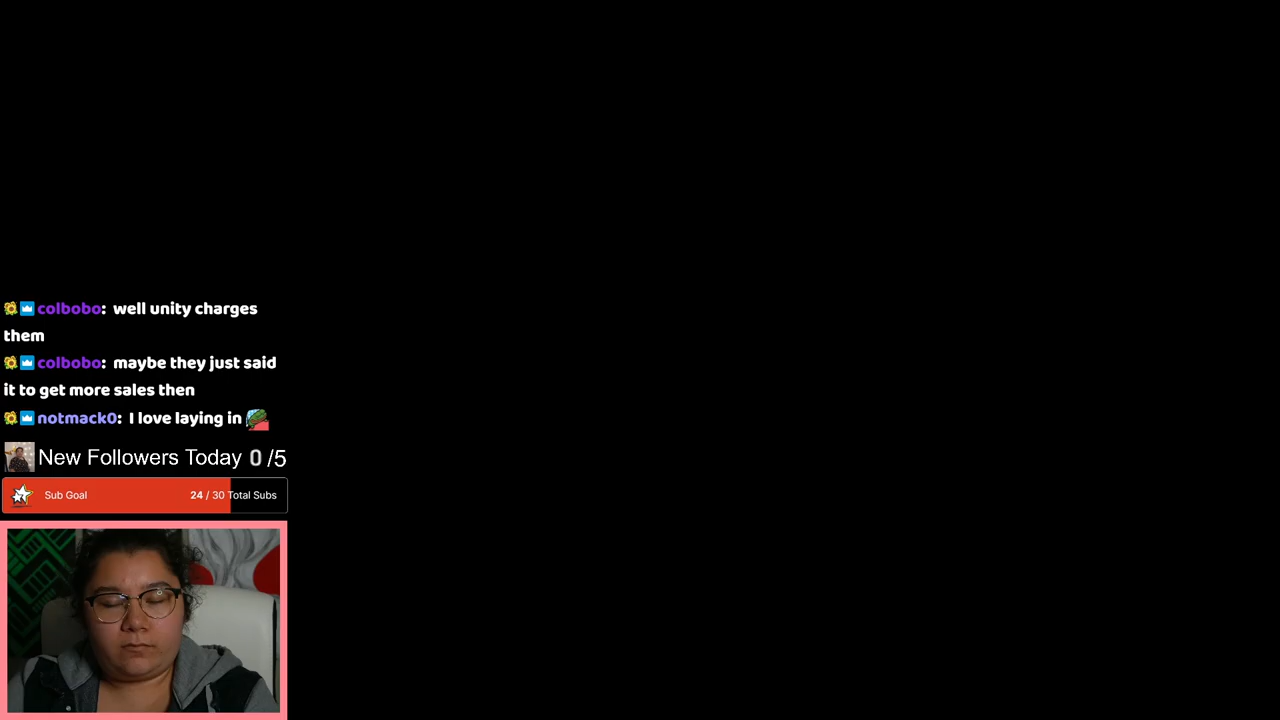 colbobo: well unity charges
them
colbobo: maybe they just said
it to get more sales then
notmack0: I love laying in
New Followers Today 0 /5
Sub Goal 24 / 30 Total Subs